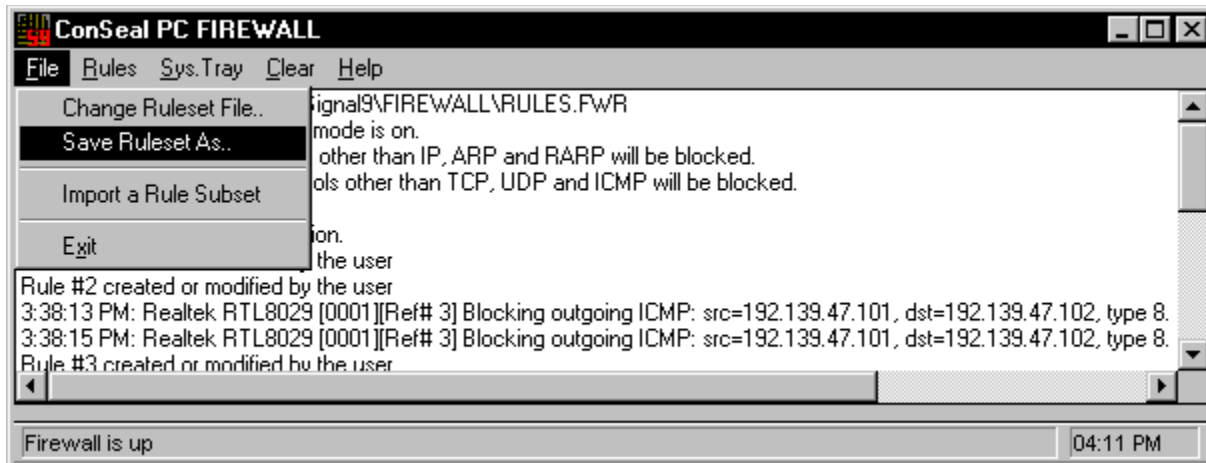 ConSeal PC FIREWALL
File Rules Sys.Tray Clear Help
Change Ruleset File..
Save Ruleset As..
Import a Rule Subset
Exit
ignal9\FIREWALL\RULES.FWR
mode is on.
other than IP, ARP and RARP will be blocked.
ols other than TCP, UDP and ICMP will be blocked.
ion.
the user
Rule #2 created or modified by the user
3:38:13 PM: Realtek RTL8029 [0001][Ref# 3] Blocking outgoing ICMP: src=192.139.47.101, dst=192.139.47.102, type 8.
3:38:15 PM: Realtek RTL8029 [0001][Ref# 3] Blocking outgoing ICMP: src=192.139.47.101, dst=192.139.47.102, type 8.
Rule #3 created or modified by the user
Firewall is up
04:11 PM